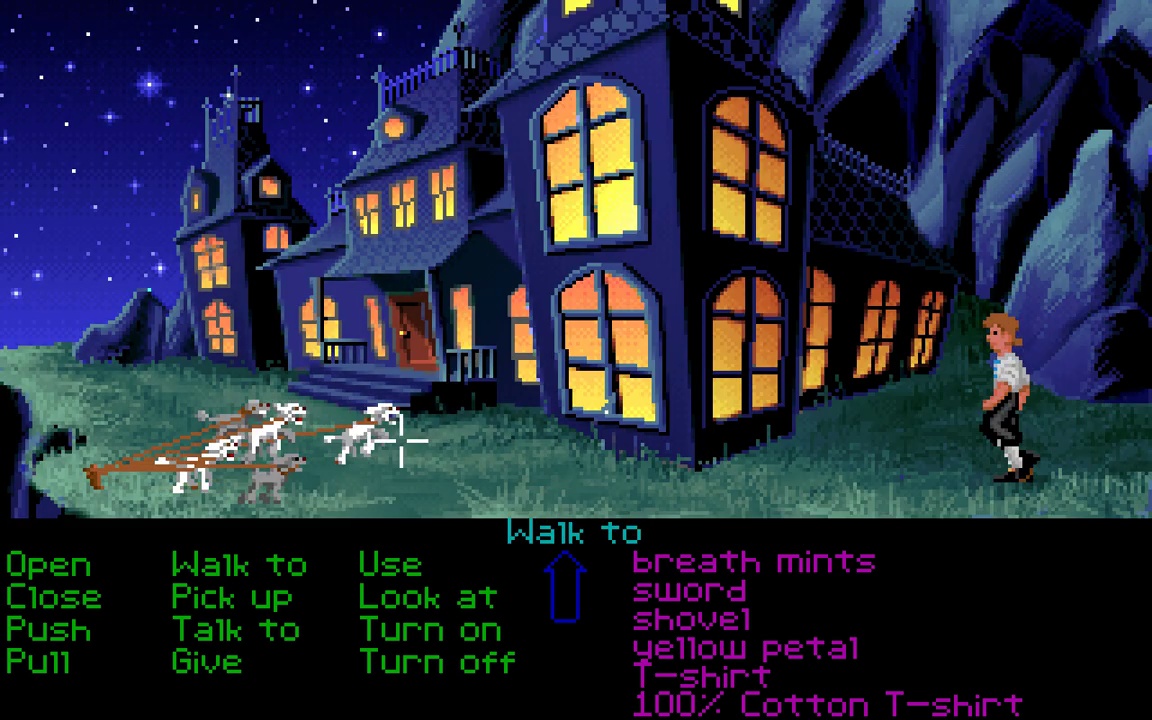 Walk to
Open Walk to Use
Close Pick up Look at
Push Talk to Turn on
Pull Give Turn off
breath mints
sword
shovel
yellow petal
T-shirt
100% Cotton T-shirt